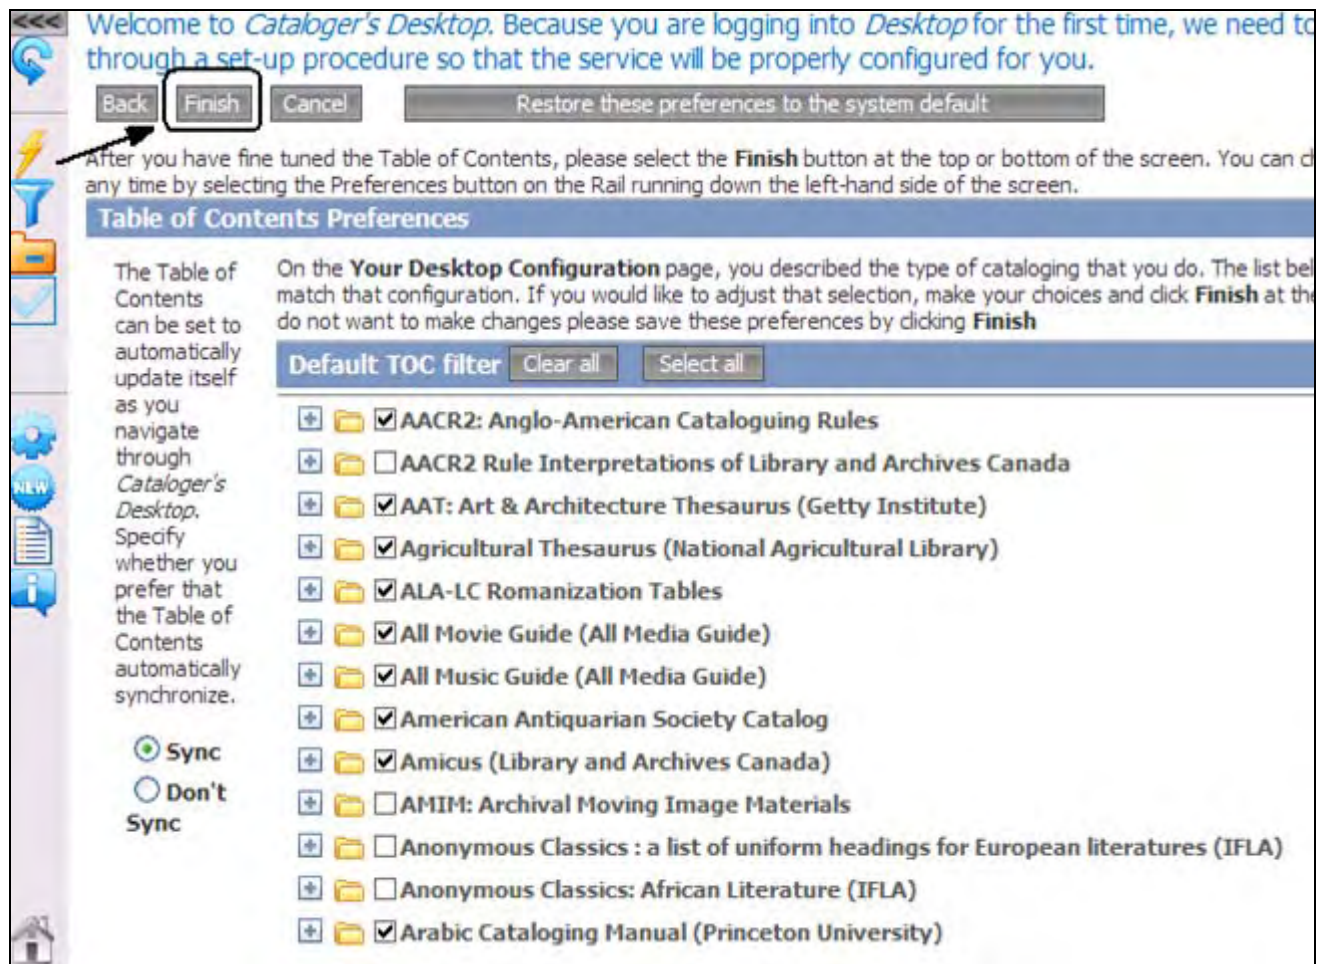 <<<
Welcome to Cataloger's Desktop. Because you are logging into Desktop for the first time, we need to
through a set-up procedure so that the service will be properly configured for you.
Back Finish Cancel Restore these preferences to the system default
After you have fine tuned the Table of Contents, please select the Finish button at the top or bottom of the screen. You can
any time by selecting the Preferences button on the Rail running down the left-hand side of the screen.
Table of Contents Preferences
The Table of
Contents
can be set to
automatically
update itself
as you
navigate
through
Cataloger's
Desktop.
Specify
whether you
prefer that
the Table of
Contents
automatically
synchronize.
Sync
Don't
Sync
On the Your Desktop Configuration page, you described the type of cataloging that you do. The list
match that configuration. If you would like to adjust that selection, make your choices and click Finish at the
do not want to make changes please save these preferences by clicking Finish
Default TOC filter Clear all Select all
AACR2: Anglo-American Cataloguing Rules
AACR2 Rule Interpretations of Library and Archives Canada
AAT: Art & Architecture Thesaurus (Getty Institute)
Agricultural Thesaurus (National Agricultural Library)
ALA-LC Romanization Tables
All Movie Guide (All Media Guide)
All Music Guide (All Media Guide)
American Antiquarian Society Catalog
Amicus (Library and Archives Canada)
AMIM: Archival Moving Image Materials
Anonymous Classics : a list of uniform headings for European literatures (IFLA)
Anonymous Classics: African Literature (IFLA)
Arabic Cataloging Manual (Princeton University)
NEW